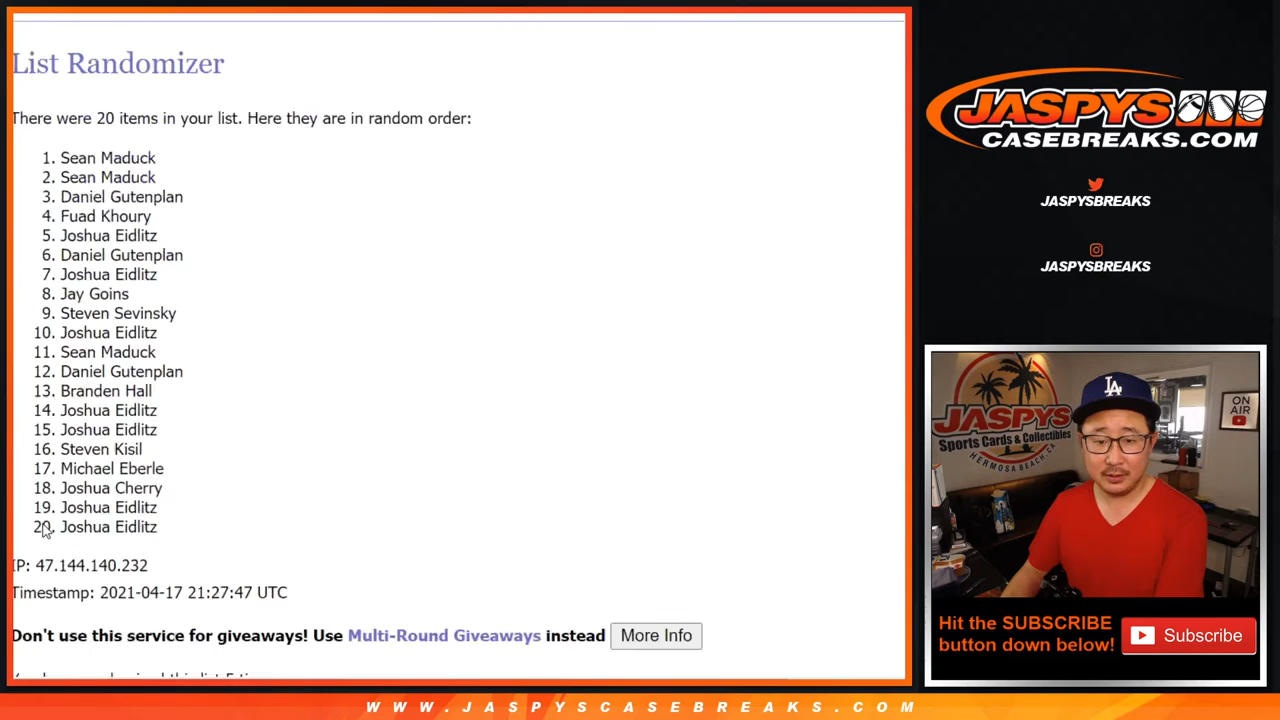 List Randomizer
There were 20 items in your list. Here they are in random order:
1. Sean Maduck
2. Sean Maduck
3. Daniel Gutenplan
4. Fuad Khoury
5. Joshua Eidlitz
6. Daniel Gutenplan
7. Joshua Eidlitz
8. Jay Goins
9. Steven Sevinsky
10. Joshua Eidlitz
11. Sean Maduck
12. Daniel Gutenplan
13. Branden Hall
14. Joshua Eidlitz
15. Joshua Eidlitz
16. Steven Kisil
17. Michael Eberle
18. Joshua Cherry
19. Joshua Eidlitz
20. Joshua Eidlitz
IP: 47.144.140.232
Timestamp: 2021-04-17 21:27:47 UTC
Don't use this service for giveaways! Use Multi-Round Giveaways instead More Info
JASPYS
CASEBREAKS.COM
JASPYSBREAKS
JASPYSBREAKS
JASPYS
Sports Cards & Collectibles
HERMOSA BEACH, CA
LA
ON
AIR
Hit the SUBSCRIBE
button down below!
Subscribe
WWW.JASPYSCASEBREAKS.COM